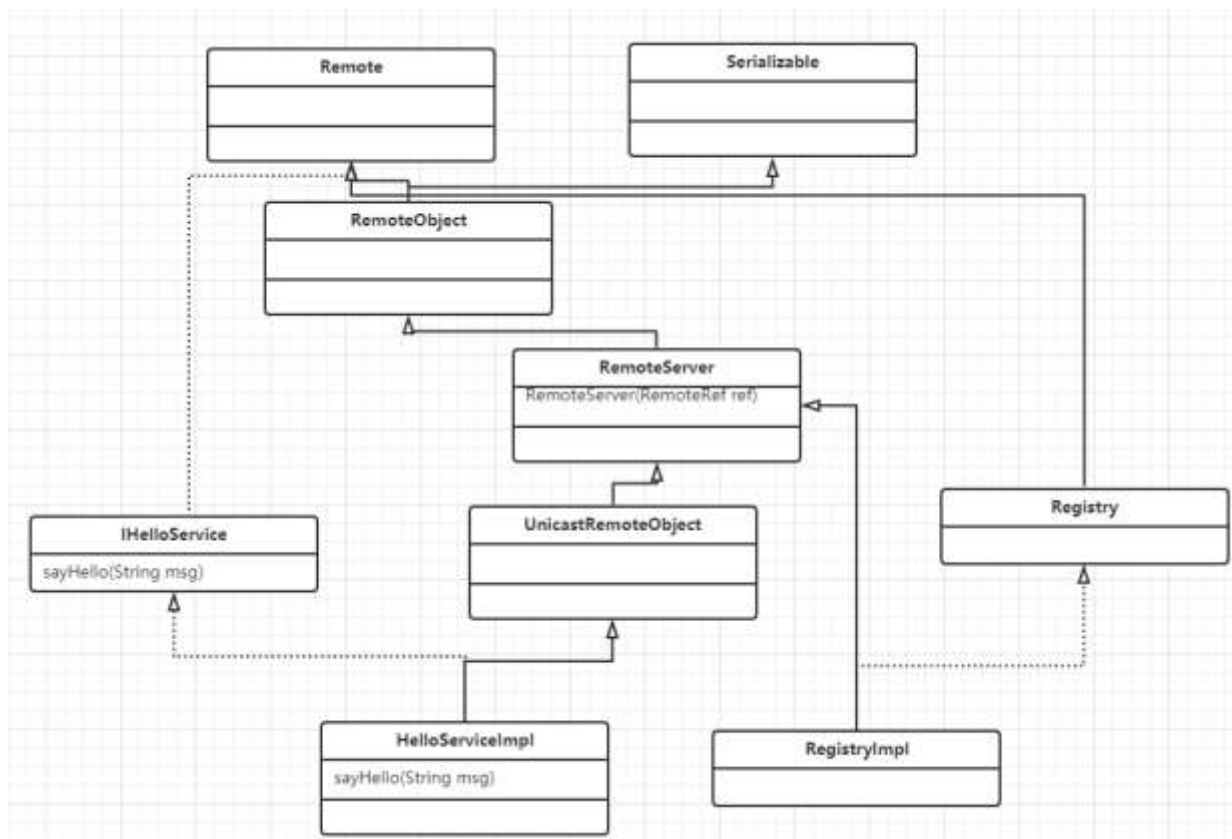 Remote
Serializable
RemoteObject
RemoteServer
RemoteServer(RemoteRef ref)
Registry
IHelloService
UnicastRemoteObject
sayHello(String msg)
HelloServiceImpl
RegistryImpl
sayHello(String msg)